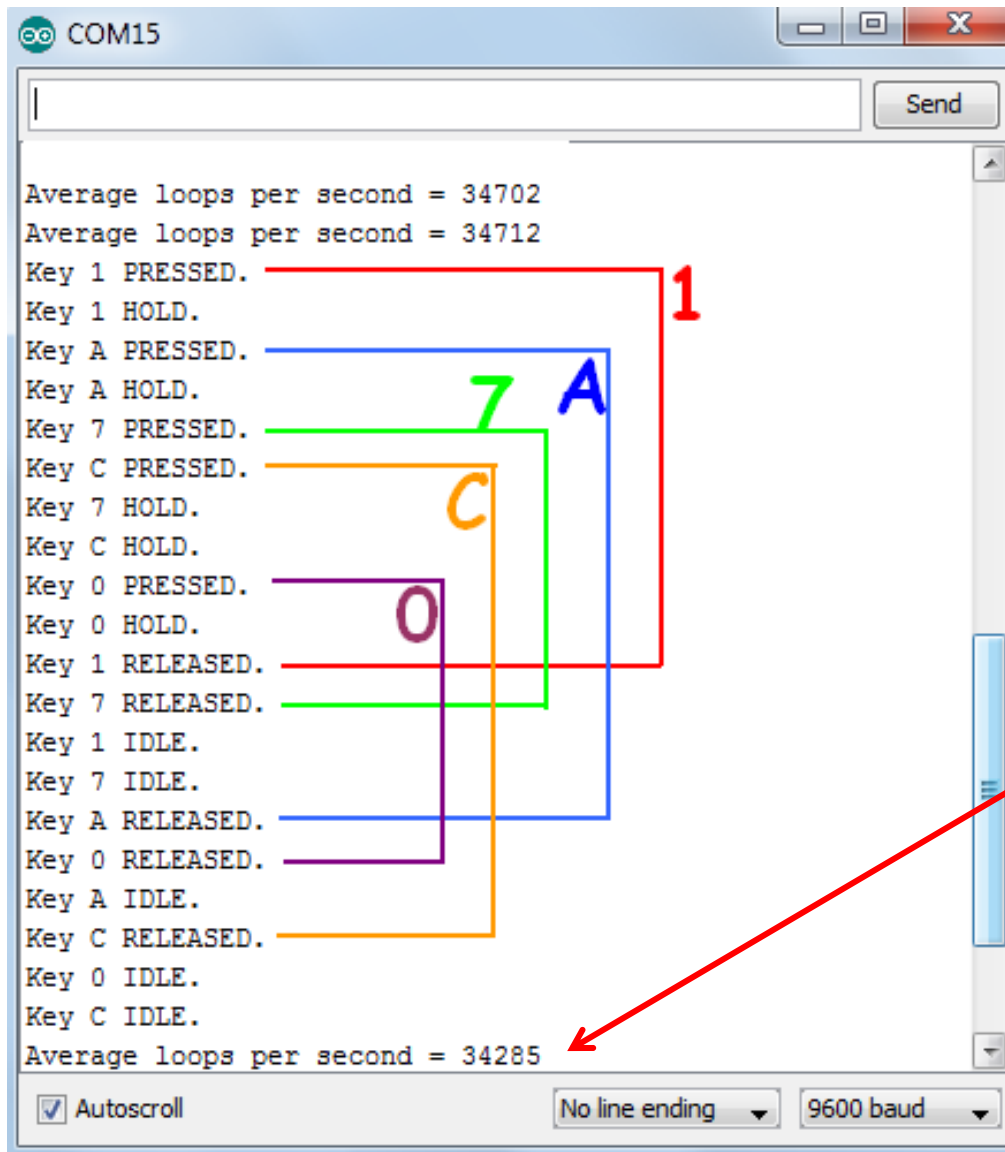 COM15
Send
Average loops per second = 34702
Average loops per second = 34712
Key 1 PRESSED.
1
Key 1 HOLD.
Key A PRESSED.
A
Key A HOLD.
7
Key 7 PRESSED.
Key C PRESSED.
C
Key 7 HOLD.
Key C HOLD.
Key 0 PRESSED.
0
Key 0 HOLD.
Key 1 RELEASED.
Key 7 RELEASED.
Key 1 IDLE.
Key 7 IDLE.
Key A RELEASED.
Key 0 RELEASED.
Key A IDLE.
Key C RELEASED.
Key 0 IDLE.
Key C IDLE.
Average loops per second = 34285
Autoscroll
No line ending
9600 baud